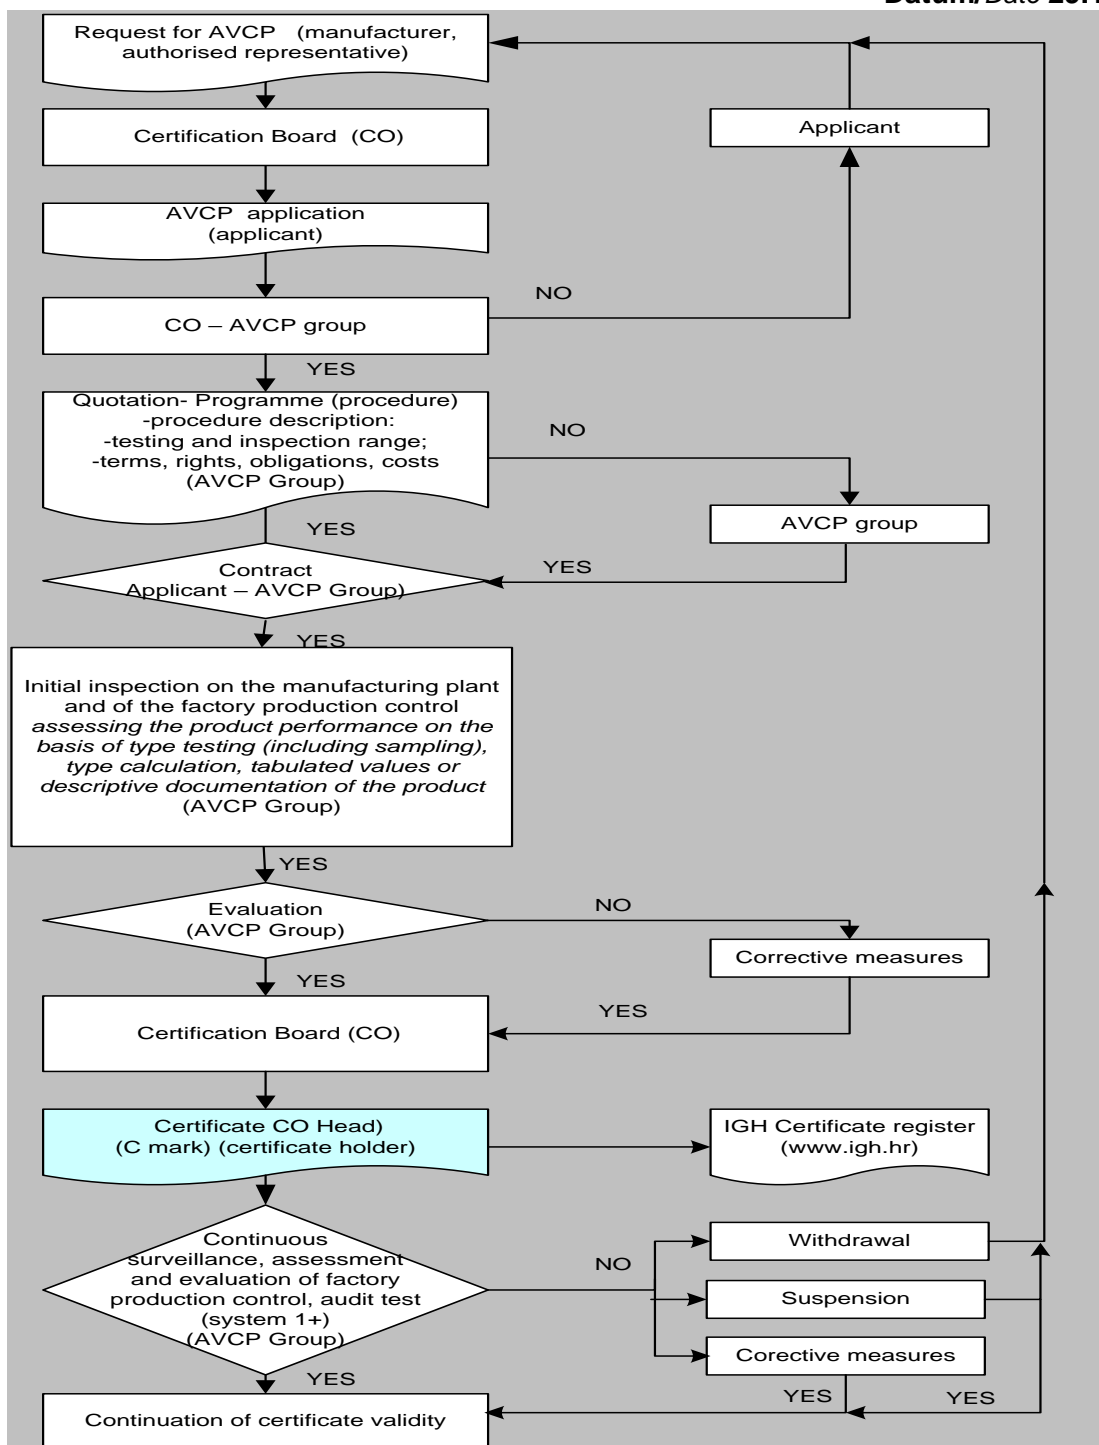 Datum/Date
Request for AVCP (manufacturer,
authorised representative)
Certification Board (CO)
Applicant
AVCP application
(applicant)
NO
CO – AVCP group
YES
Quotation- Programme (procedure)
-procedure description:
-testing and inspection range;
-terms, rights, obligations, costs
(AVCP Group)
NO
AVCP group
YES
YES
Contract
Applicant – AVCP Group)
YES
Initial inspection on the manufacturing plant
and of the factory production control
assessing the product performance on the
basis of type testing (including sampling),
type calculation, tabulated values or
descriptive documentation of the product
(AVCP Group)
YES
Evaluation
(AVCP Group)
NO
Corrective measures
YES
YES
Certification Board (CO)
Certificate CO Head)
(C mark) (certificate holder)
IGH Certificate register
(www.igh.hr)
Continuous
surveillance, assessment
and evaluation of factory
production control, audit test
(system 1+)
(AVCP Group)
NO
Withdrawal
Suspension
Corective measures
YES
YES
YES
Continuation of certificate validity